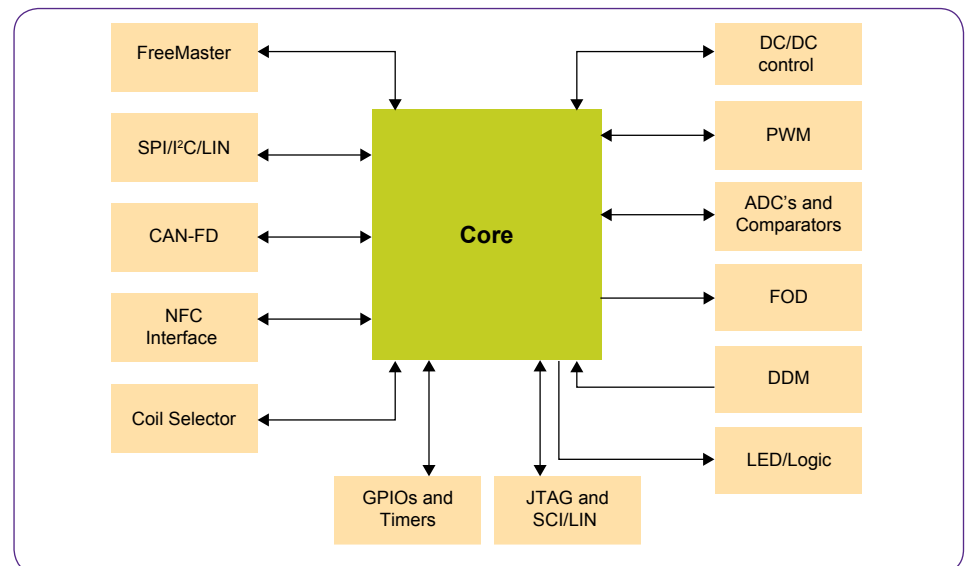 FreeMaster
SPI/I²C/LIN
CAN-FD
NFC
Interface
Coil Selector
Core
DC/DC
control
PWM
ADC's and
Comparators
FOD
DDM
LED/Logic
GPIOs and
Timers
JTAG and
SCI/LIN